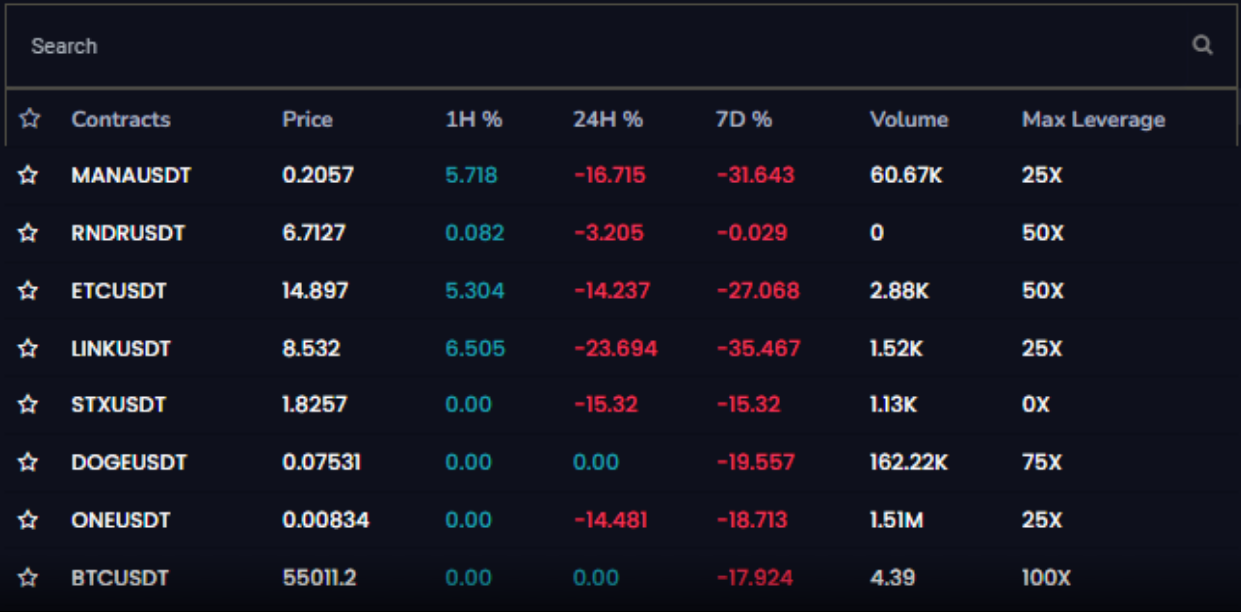 Search
Contracts Price 1H % 24H % 7D % Volume Max Leverage
MANAUSDT 0.2057 5.718 -16.715 -31.643 60.67K 25X
RNDRUSDT 6.7127 0.082 -3.205 -0.029 0 50X
ETCUSDT 14.897 5.304 -14.237 -27.068 2.88K 50X
LINKUSDT 8.532 6.505 -23.694 -35.467 1.52K 25X
STXUSDT 1.8257 0.00 -15.32 -15.32 1.13K 0X
DOGEUSDT 0.07531 0.00 0.00 -19.557 162.22K 75X
ONEUSDT 0.00834 0.00 -14.481 -18.713 1.51M 25X
BTCUSDT 55011.2 0.00 0.00 -17.924 4.39 100X